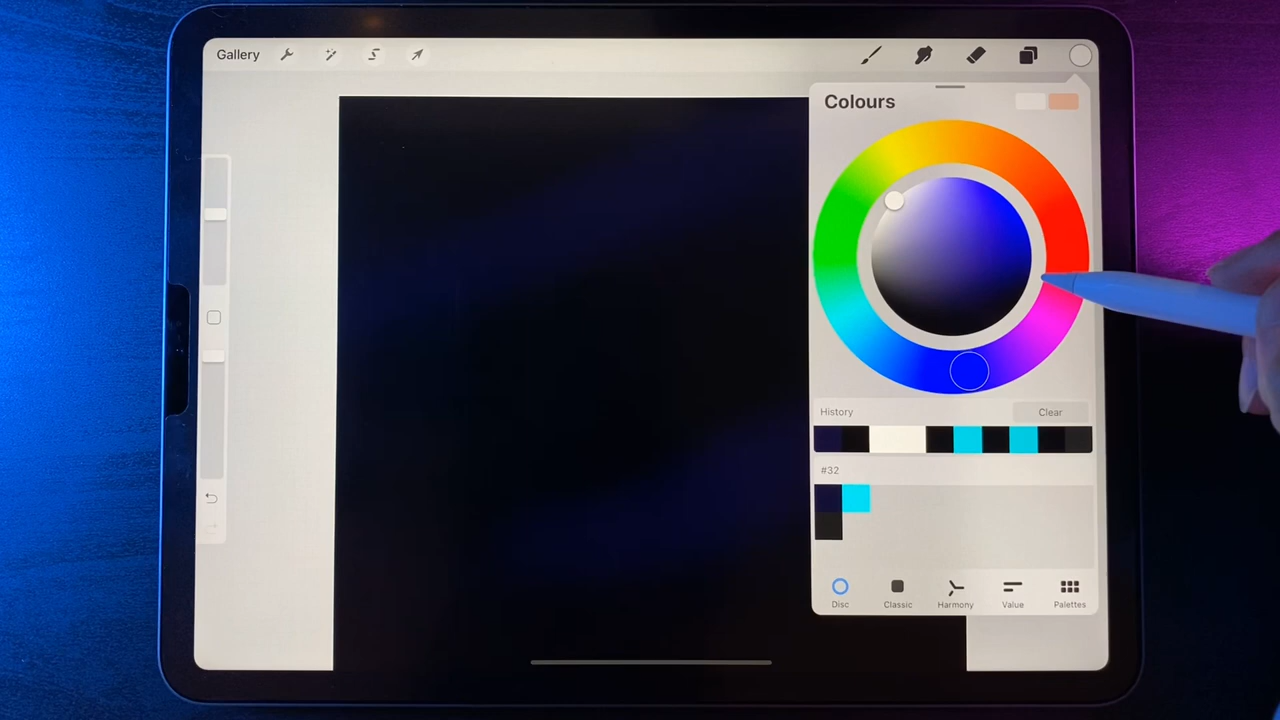 Gallery
Colours
History
Clear
#32
Disc
Classic
Harmony
Value
Palettes